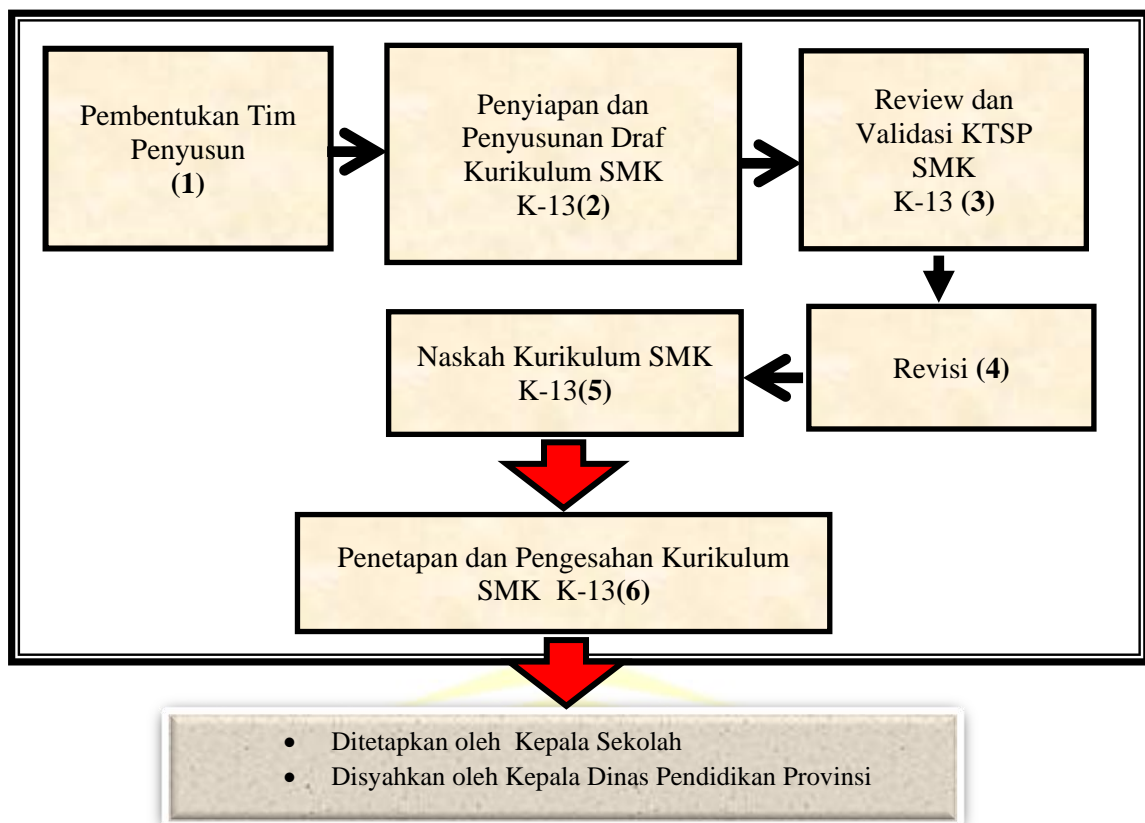 Pembentukan Tim
Penyusun
(1)
Penyiapan dan
Penyusunan Draf
Kurikulum SMK
K-13(2)
Review dan
Validasi KTSP
SMK
K-13 (3)
Revisi (4)
Naskah Kurikulum SMK
K-13(5)
Penetapan dan Pengesahan Kurikulum
SMK K-13(6)
• Ditetapkan oleh Kepala Sekolah
• Disyahkan oleh Kepala Dinas Pendidikan Provinsi